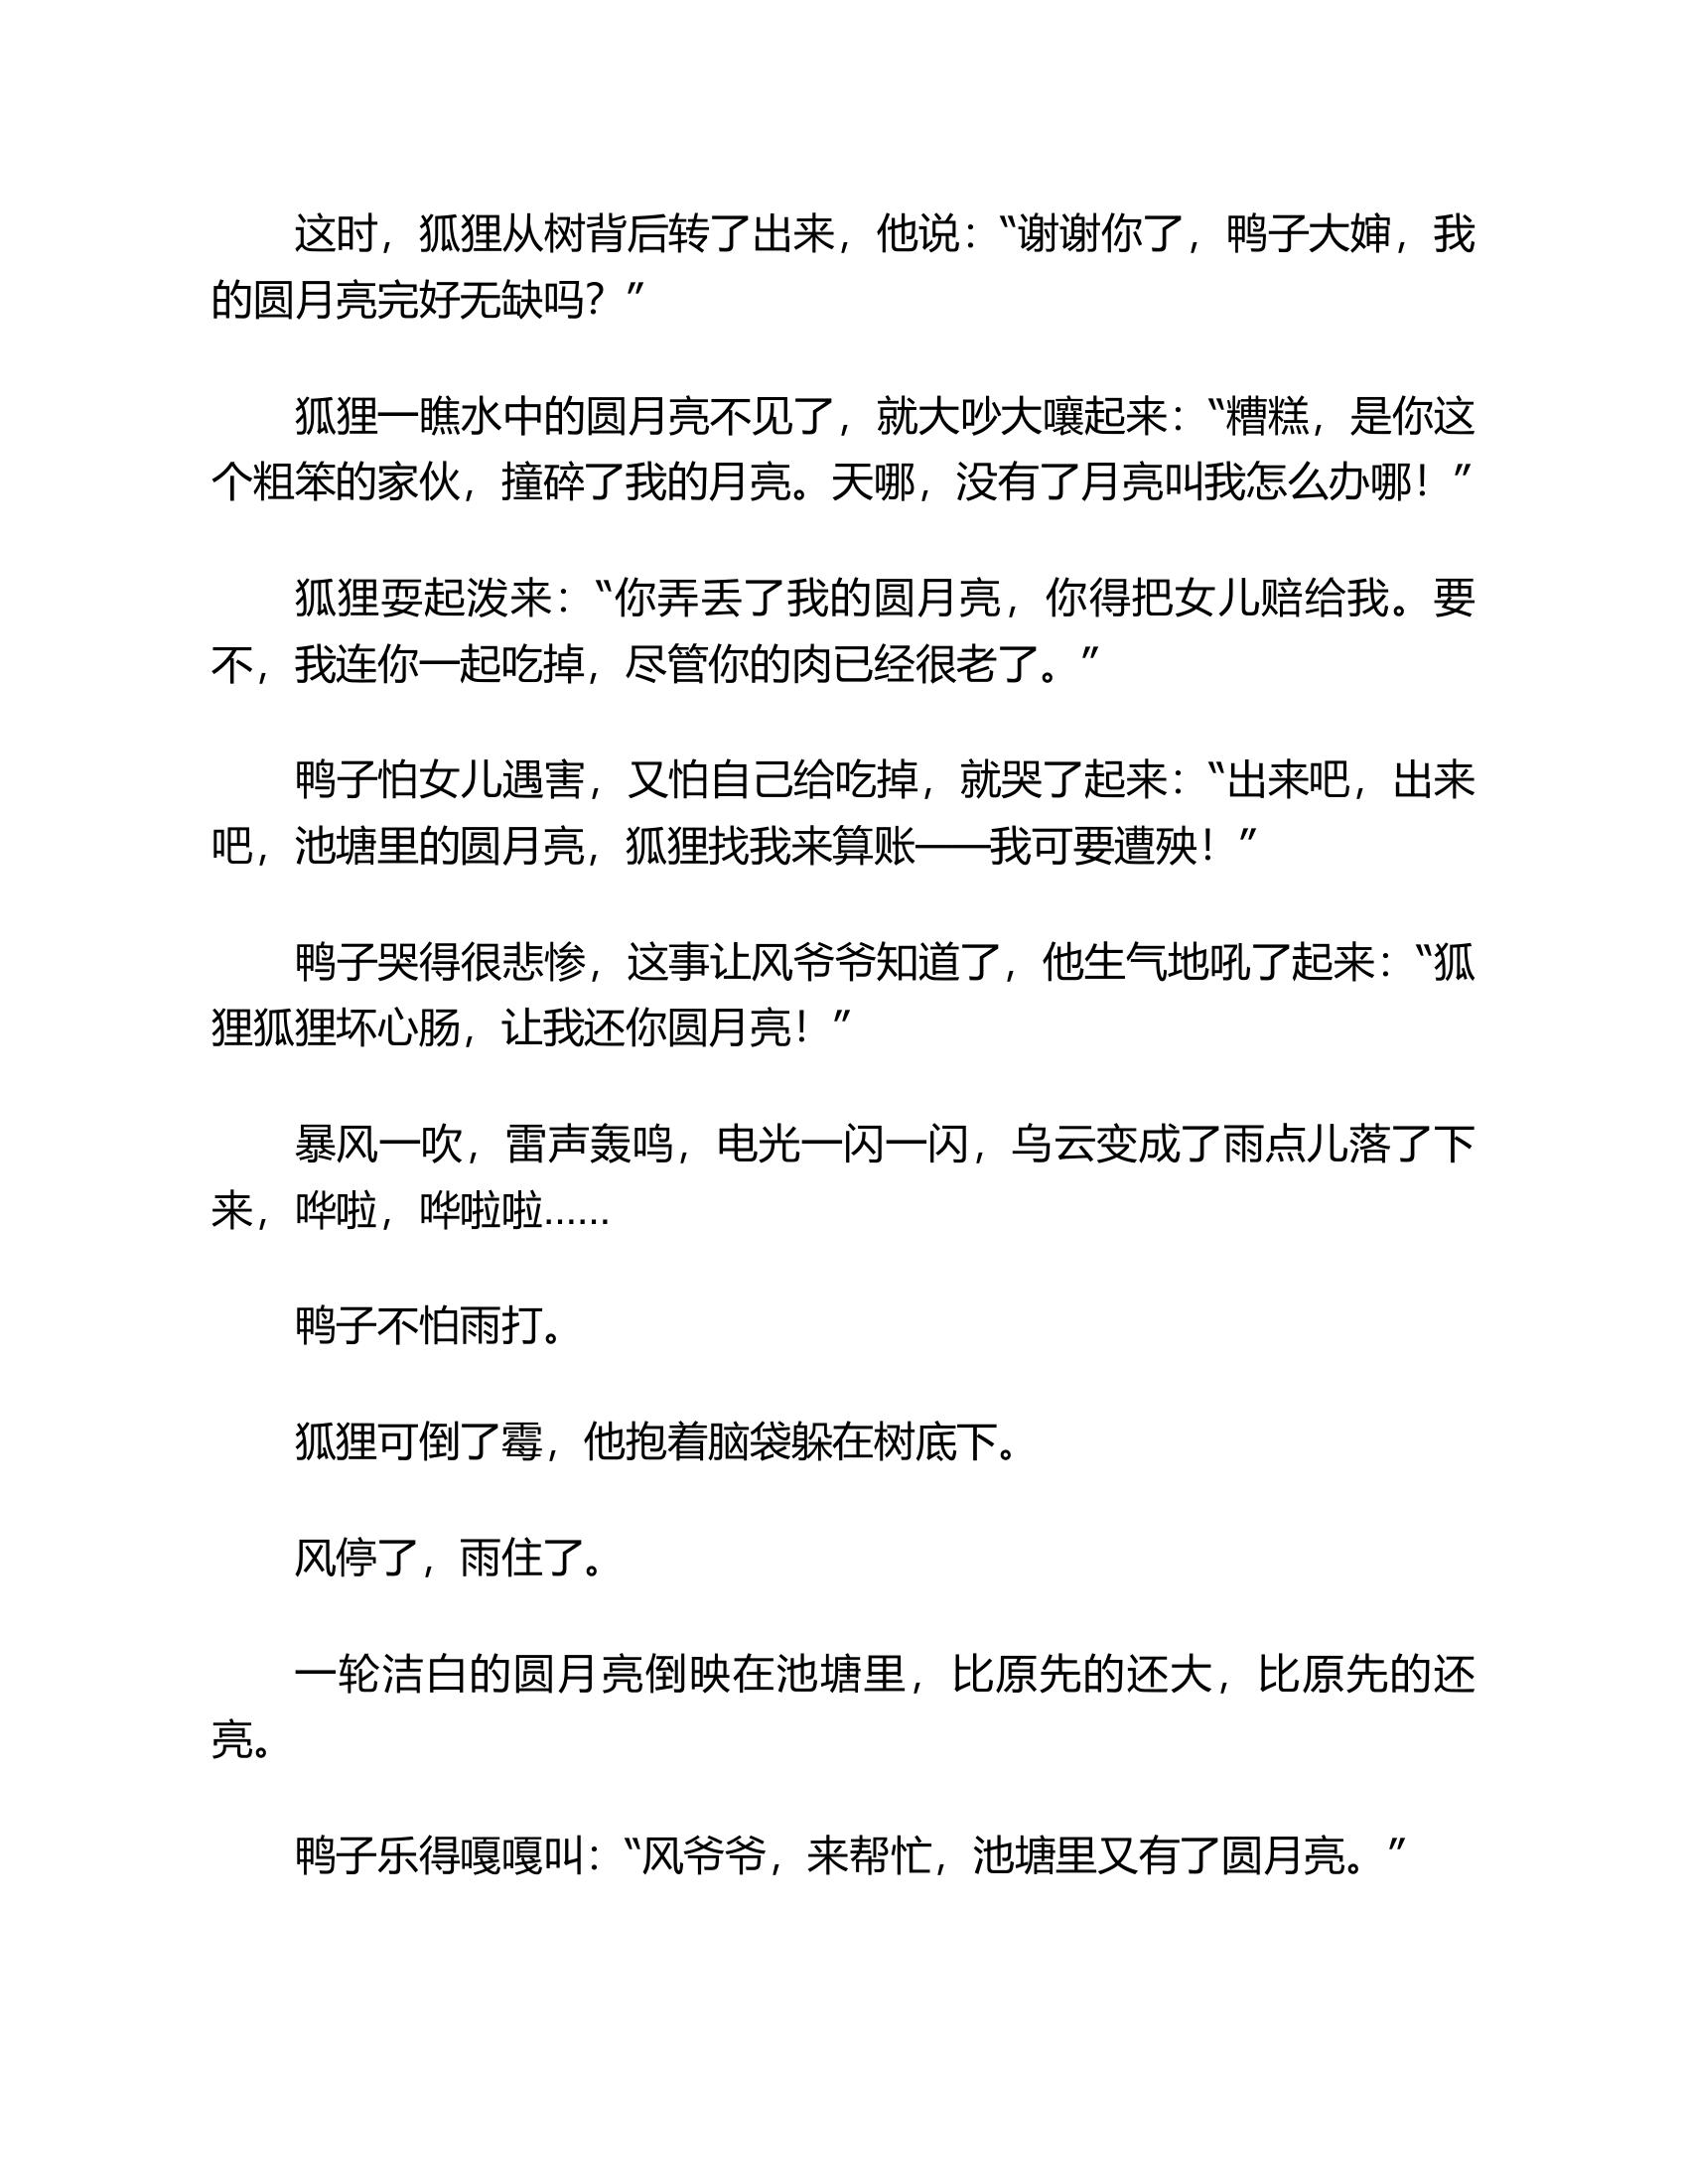 这时，狐狸从树背后转了出来，他说：“谢谢你了，鸭子大婶，我
的圆月亮完好无缺吗？”
狐狸一瞧水中的圆月亮不见了，就大吵大嚷起来：“糟糕，是你这
个粗笨的家伙，撞碎了我的月亮。天哪，没有了月亮叫我怎么办哪！”
狐狸耍起泼来：“你弄丢了我的圆月亮，你得把女儿赔给我。要
不，我连你一起吃掉，尽管你的肉已经很老了。”
鸭子怕女儿遇害，又怕自己给吃掉，就哭了起来：“出来吧，出来
吧，池塘里的圆月亮，狐狸找我来算账——我可要遭殃！”
鸭子哭得很悲惨，这事让风爷爷知道了，他生气地吼了起来：“狐
狸狐狸坏心肠，让我还你圆月亮！”
暴风一吹，雷声轰鸣，电光一闪一闪，乌云变成了雨点儿落了下
来，哗啦，哗啦啦……
鸭子不怕雨打。
狐狸可倒了霉，他抱着脑袋躲在树底下。
风停了，雨住了。
一轮洁白的圆月亮倒映在池塘里，比原先的还大，比原先的还
亮。
鸭子乐得嘎嘎叫：“风爷爷，来帮忙，池塘里又有了圆月亮。”